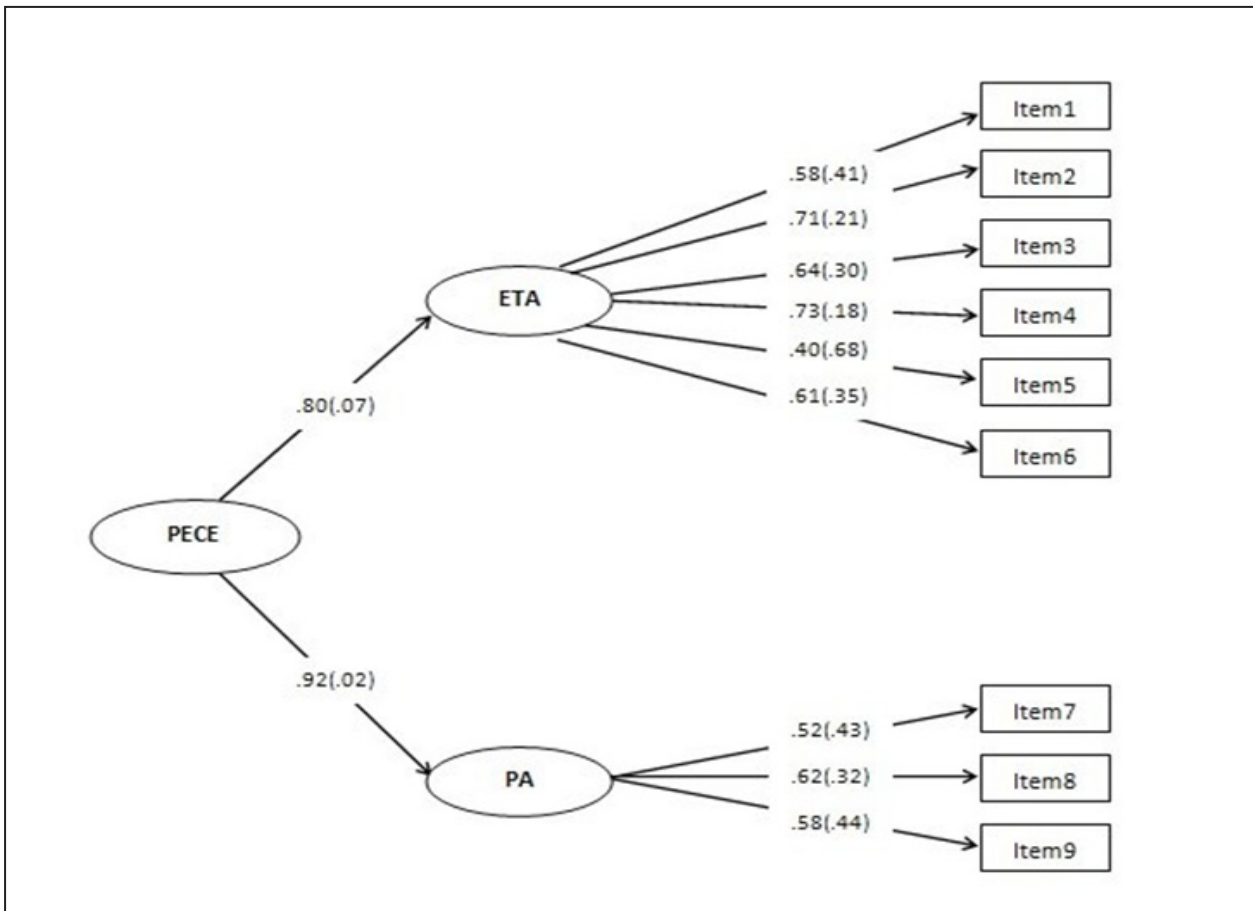 Item1
.58(.41)
Item2
.71(.21)
Item3
.64(.30)
ETA
.73(.18)
Item4
.40(.68)
Item5
.61(.35)
Item6
.80(.07)
PECE
.92(.02)
Item7
.52(.43)
PA
.62(.32)
Item8
.58(.44)
Item9